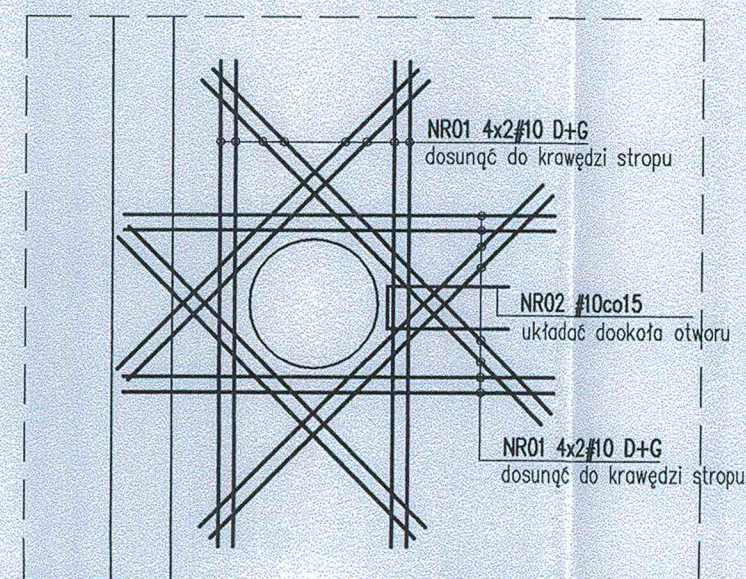 NR01 4x2#10 D+G
dosunąć do krawędzi stropu
NR02 #10co15
układać dookoła otworu
NR01 4x2#10 D+G
dosunąć do krawędzi stropu